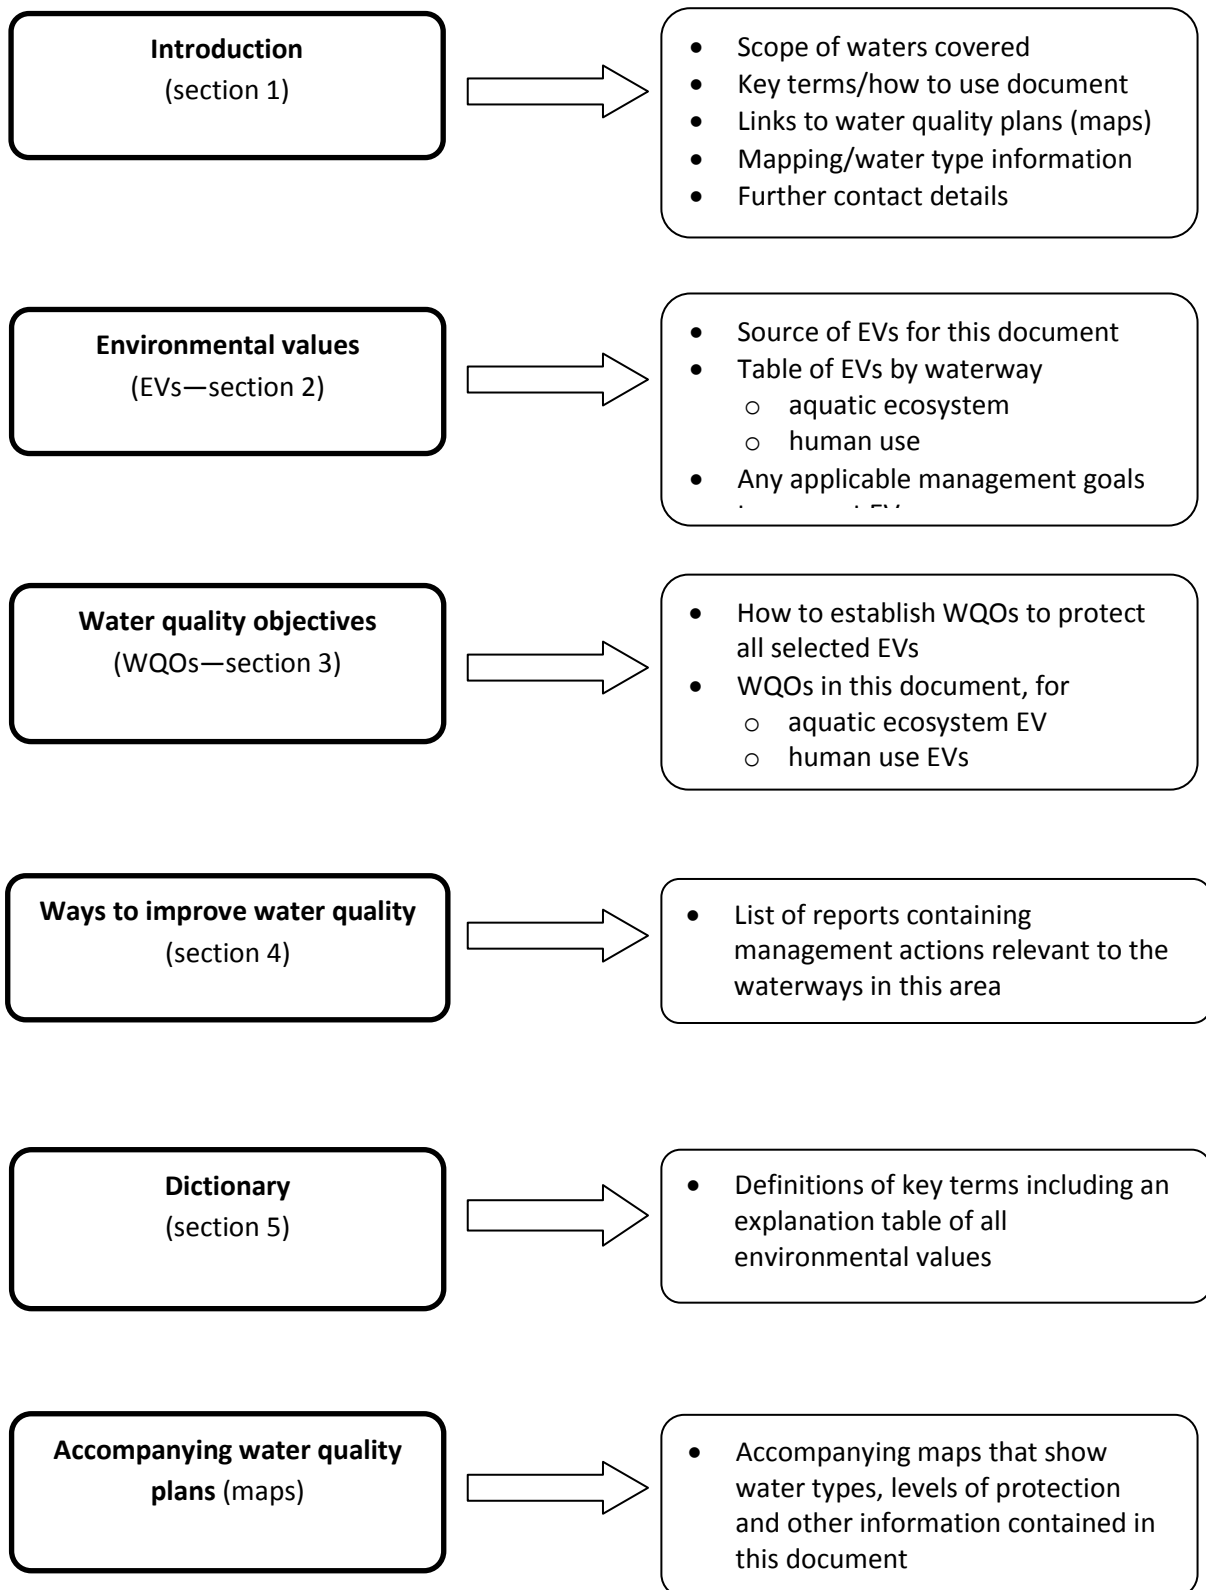 Introduction
(section 1)
• Scope of waters covered
• Key terms/how to use document
• Links to water quality plans (maps)
• Mapping/water type information
• Further contact details
Environmental values
(EVs—section 2)
• Source of EVs for this document
• Table of EVs by waterway
o aquatic ecosystem
o human use
• Any applicable management goals
Water quality objectives
(WQOs—section 3)
• How to establish WQOs to protect
all selected EVs
• WQOs in this document, for
o aquatic ecosystem EV
o human use EVs
Ways to improve water quality
(section 4)
• List of reports containing
management actions relevant to the
waterways in this area
Dictionary
(section 5)
• Definitions of key terms including an
explanation table of all
environmental values
Accompanying water quality
plans (maps)
• Accompanying maps that show
water types, levels of protection
and other information contained in
this document